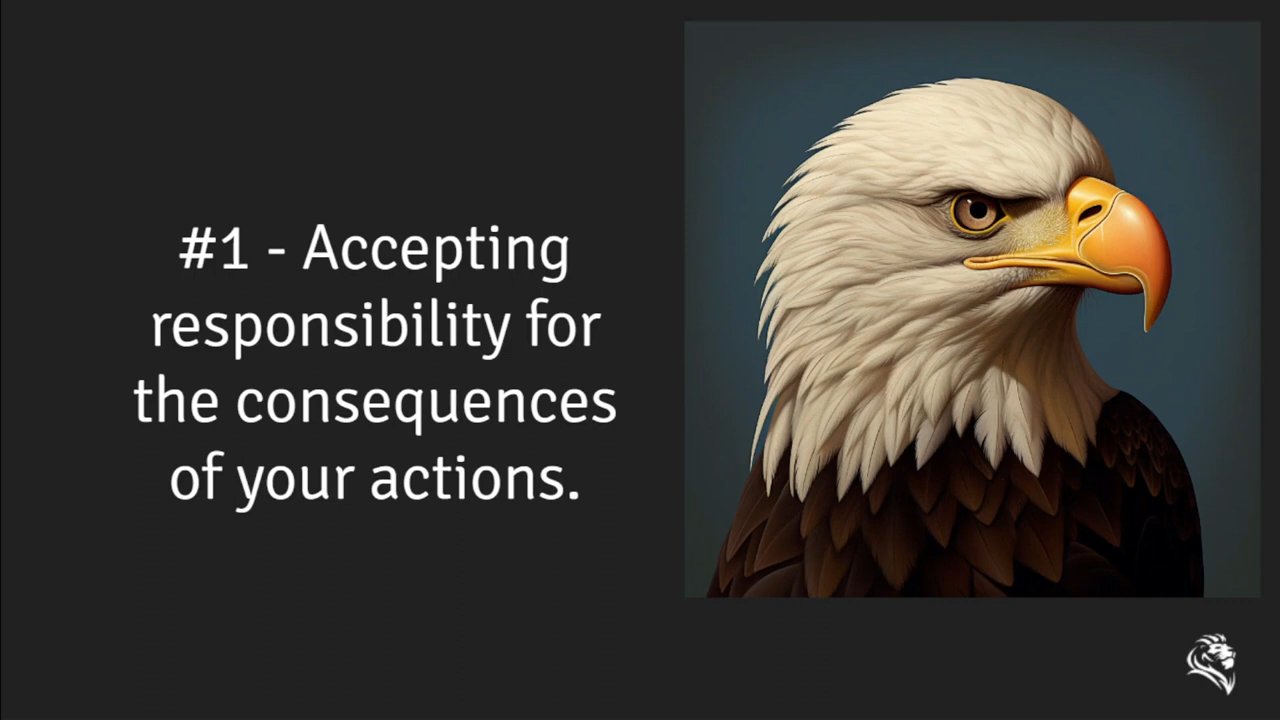 #1 - Accepting
responsibility for
the consequences
of your actions.